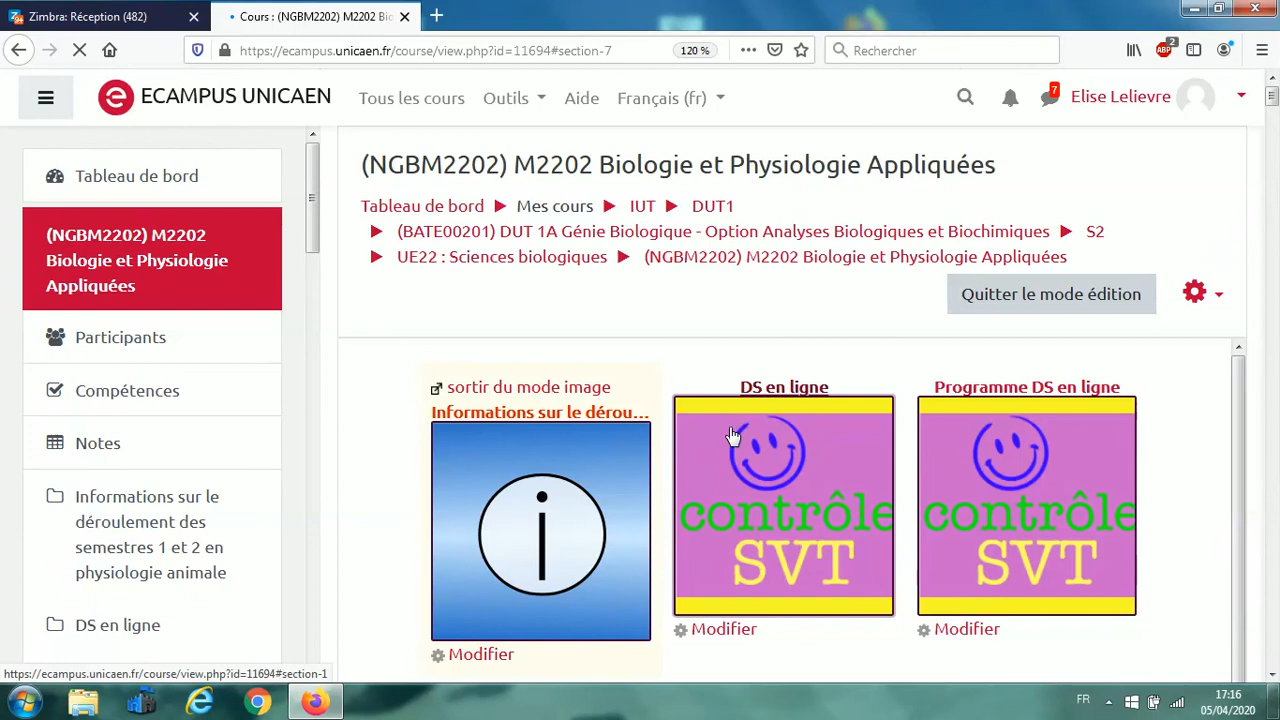 Zimbra: Réception (482)
Cours : (NGBM2202) M2202 Bio
https://ecampus.unicaen.fr/course/view.php?id=11694#section-7
120 %
Rechercher
ABP
2
ECAMPUS UNICAEN
Tous les cours
Outils
Aide
Français (fr)
7
Elise Lelievre
Tableau de bord
(NGBM2202) M2202
Biologie et Physiologie
Appliquées
Participants
Compétences
Notes
Informations sur le
déroulement des
semestres 1 et 2 en
physiologie animale
DS en ligne
(NGBM2202) M2202 Biologie et Physiologie Appliquées
Tableau de bord Mes cours IUT DUT1
(BATE00201) DUT 1A Génie Biologique - Option Analyses Biologiques et Biochimiques S2
UE22 : Sciences biologiques (NGBM2202) M2202 Biologie et Physiologie Appliquées
Quitter le mode édition
sortir du mode image
Informations sur le dérou...
i
Modifier
DS en ligne
contrôle
SVT
Modifier
Programme DS en ligne
contrôle
SVT
Modifier
https://ecampus.unicaen.fr/course/view.php?id=11694#section-1
FR
17:16
05/04/2020